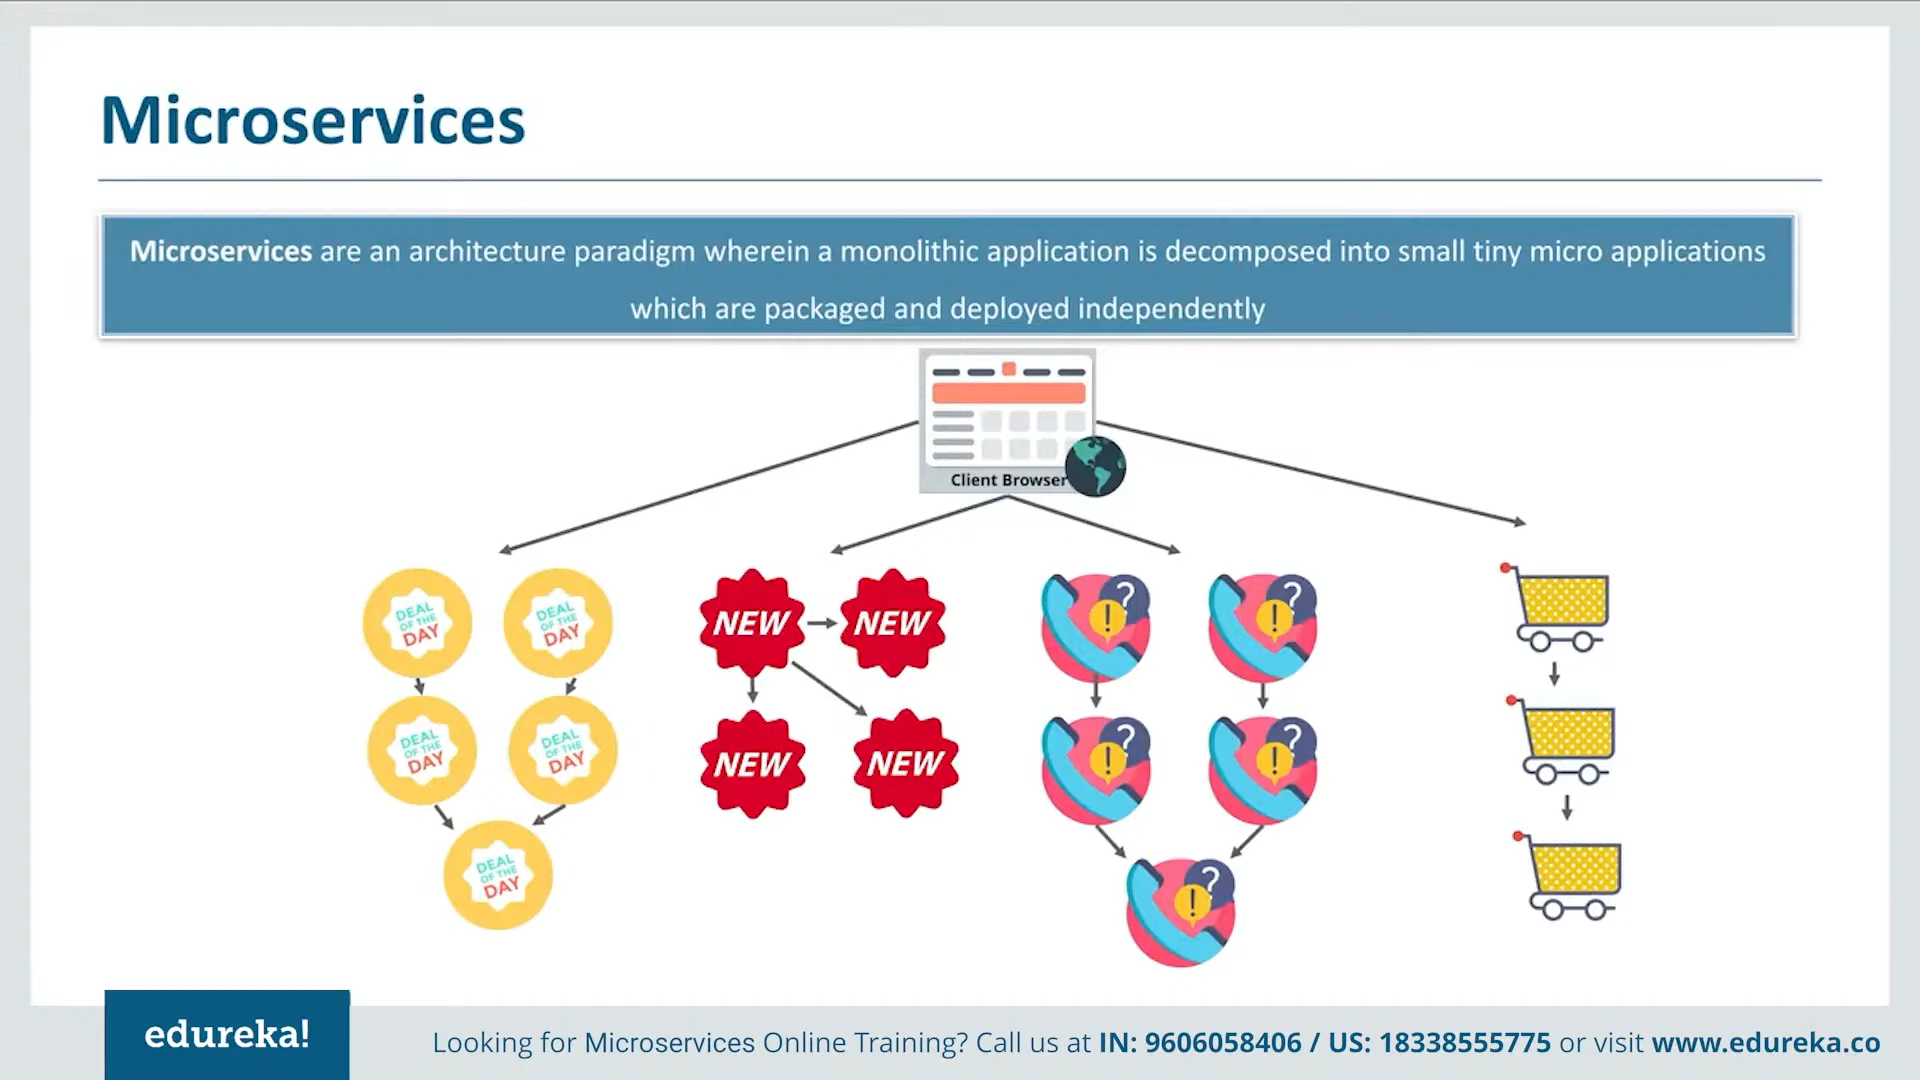 Microservices
Microservices are an architecture paradigm wherein a monolithic application is decomposed into small tiny micro applications
which are packaged and deployed independently
Client Browser
DEAL
OF THE
DAY
DEAL
OF THE
DAY
NEW
NEW
?
!
?
!
DEAL
OF THE
DAY
DEAL
OF THE
DAY
NEW
NEW
?
!
?
!
DEAL
OF THE
DAY
?
!
edureka!
Looking for Microservices Online Training? Call us at IN: 9606058406 / US: 18338555775 or visit www.edureka.co